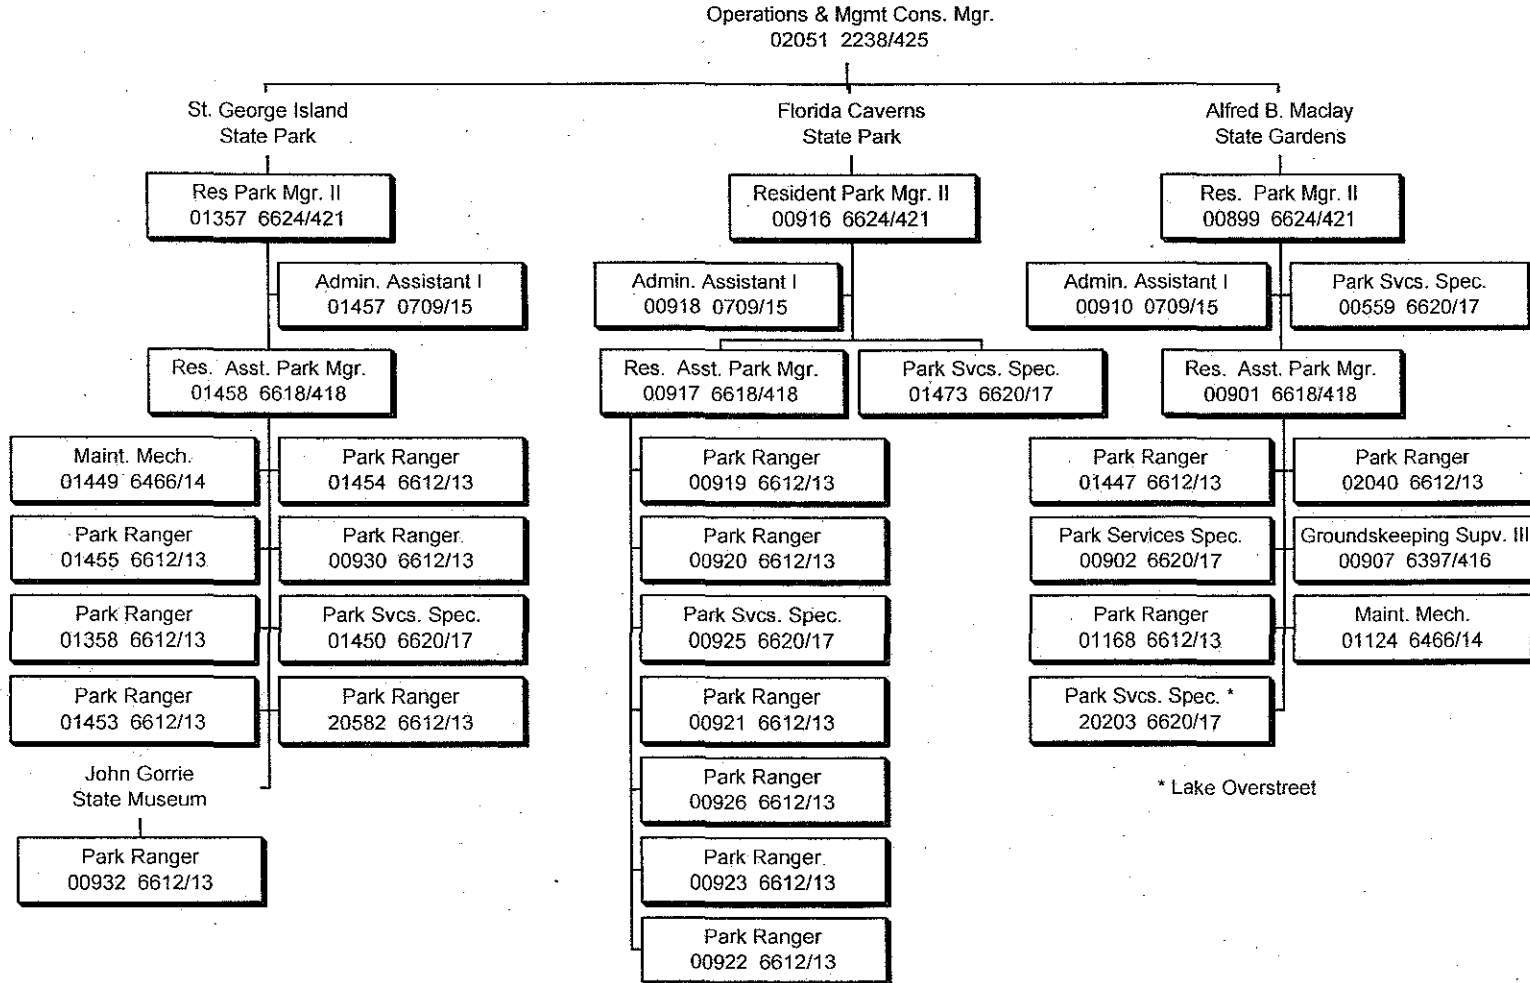 Operations & Mgmt Cons. Mgr.
02051 2238/425
St. George Island
State Park
Res Park Mgr. II
01357 6624/421
Admin. Assistant I
01457 0709/15
Res. Asst. Park Mgr.
01458 6618/418
Maint. Mech.
01449 6466/14
Park Ranger
01454 6612/13
Park Ranger
01455 6612/13
Park Ranger
00930 6612/13
Park Ranger
01358 6612/13
Park Svcs. Spec.
01450 6620/17
Park Ranger
01453 6612/13
Park Ranger
20582 6612/13
John Gorrie
State Museum
Park Ranger
00932 6612/13
Florida Caverns
State Park
Resident Park Mgr. II
00916 6624/421
Admin. Assistant I
00918 0709/15
Res. Asst. Park Mgr.
00917 6618/418
Park Svcs. Spec.
01473 6620/17
Park Ranger
00919 6612/13
Park Ranger
00920 6612/13
Park Svcs. Spec.
00925 6620/17
Park Ranger
00921 6612/13
Park Ranger
00926 6612/13
Park Ranger
00923 6612/13
Park Ranger
00922 6612/13
Alfred B. Maclay
State Gardens
Res. Park Mgr. II
00899 6624/421
Admin. Assistant I
00910 0709/15
Park Svcs. Spec.
00559 6620/17
Res. Asst. Park Mgr.
00901 6618/418
Park Ranger
01447 6612/13
Park Ranger
02040 6612/13
Park Services Spec.
00902 6620/17
Groundskeeping Supv. III
00907 6397/416
Park Ranger
01168 6612/13
Maint. Mech.
01124 6466/14
Park Svcs. Spec. *
20203 6620/17
* Lake Overstreet